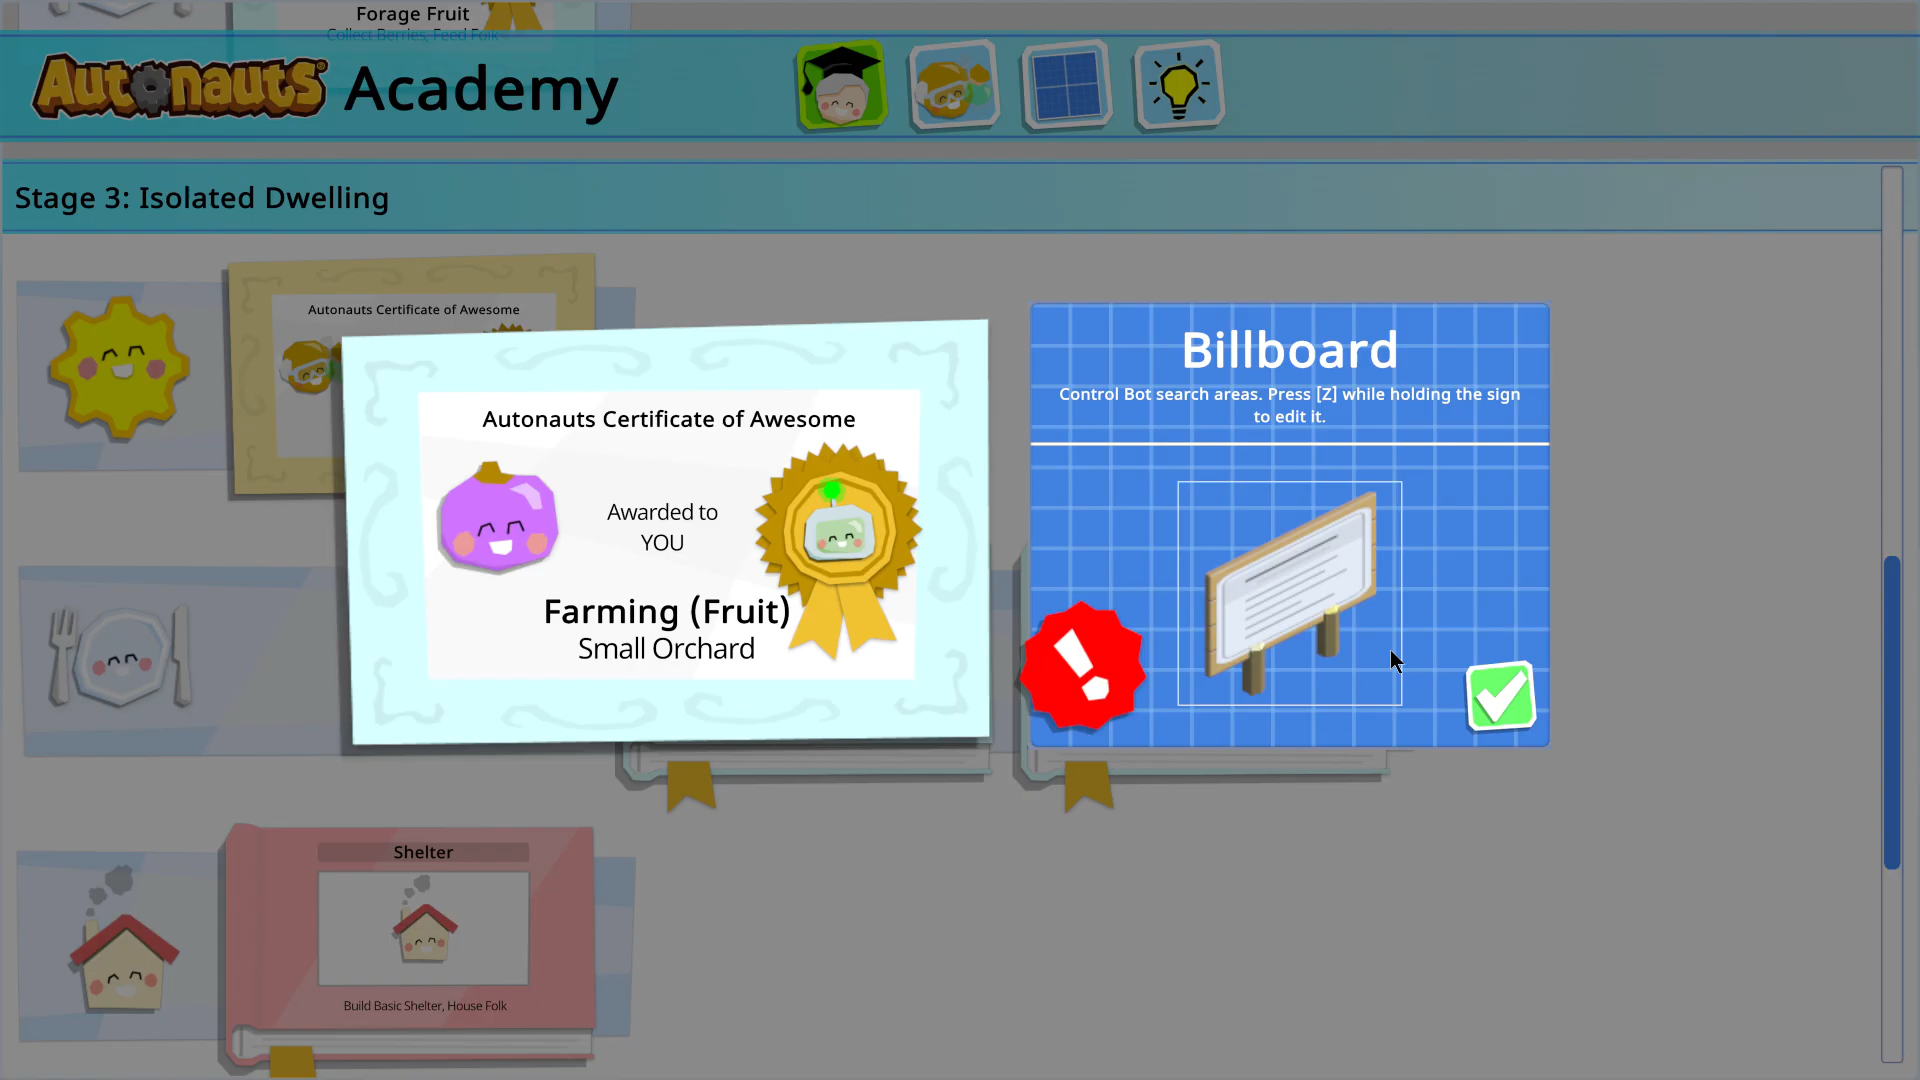 Forage Fruit
Collect Berries, Feed Folk
Autonauts Academy
Stage 3: Isolated Dwelling
Autonauts Certificate of Awesome
Autonauts Certificate of Awesome
Awarded to
YOU
Farming (Fruit)
Small Orchard
Billboard
Control Bot search areas. Press [Z] while holding the sign
to edit it.
Shelter
Build Basic Shelter, House Folk